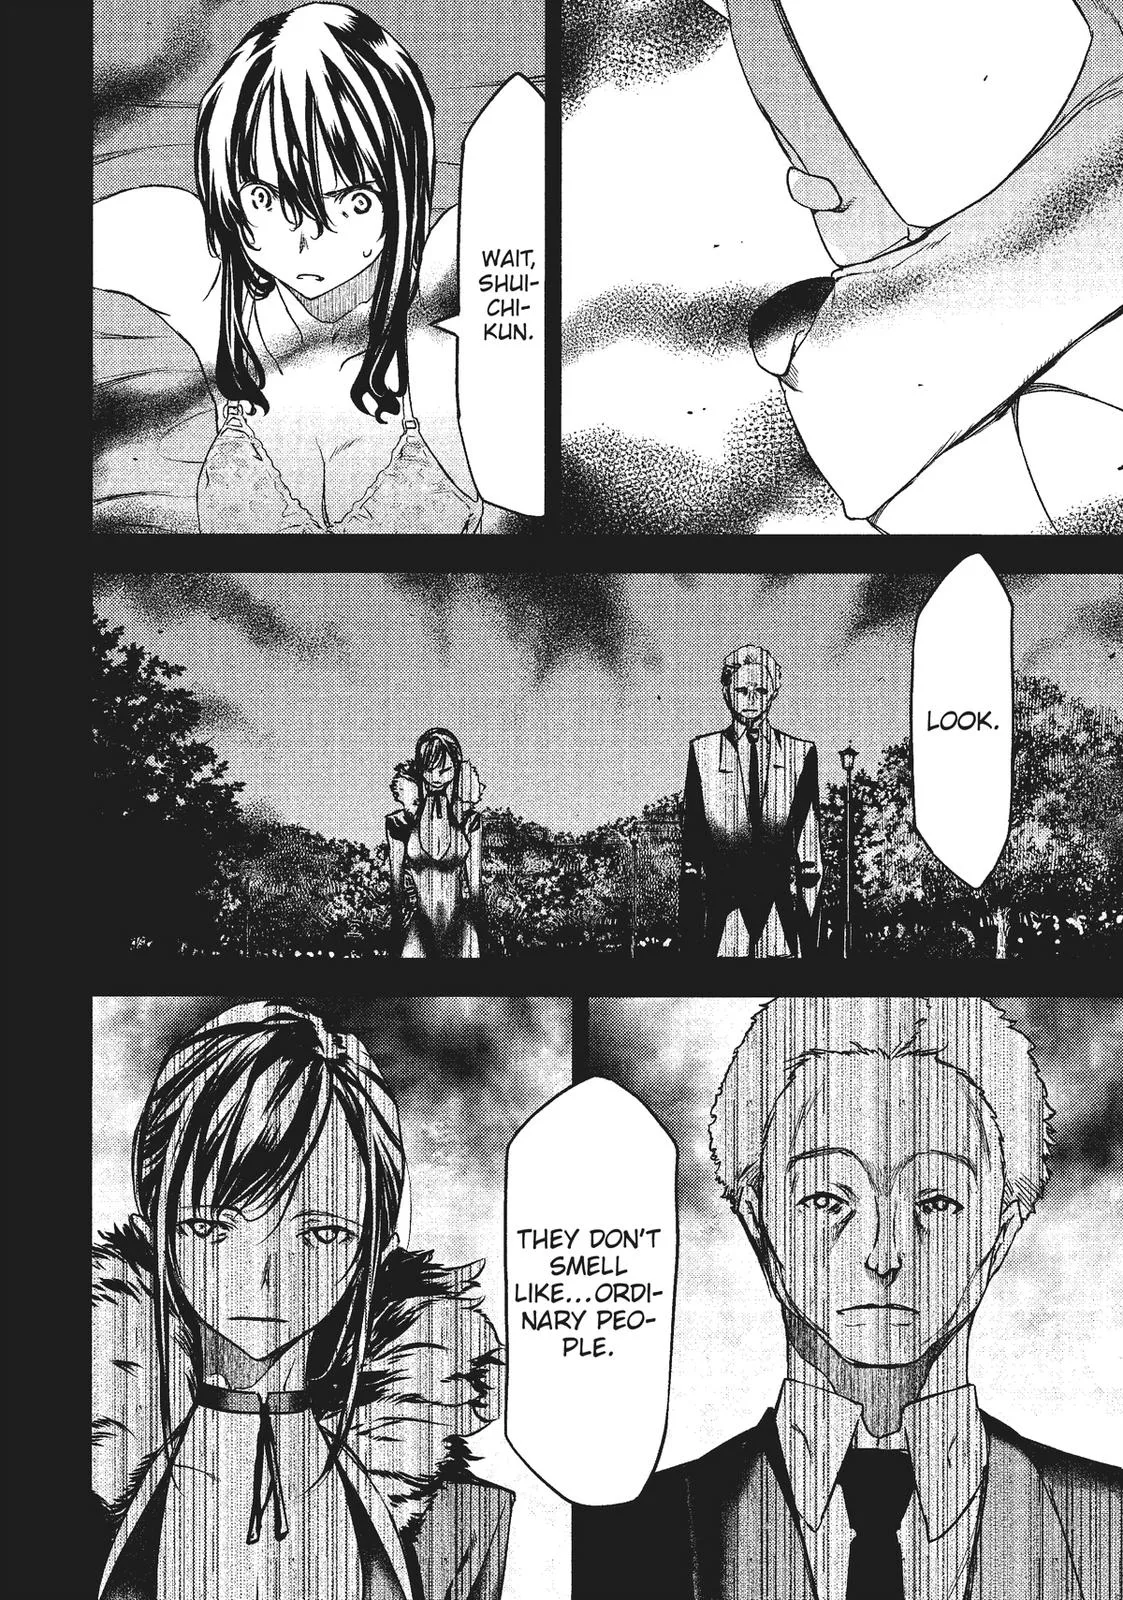 WAIT,
SHUI-
CHI-
KUN.
LOOK.
THEY DON'T
SMELL
LIKE...ORDI-
NARY PEO-
PLE.